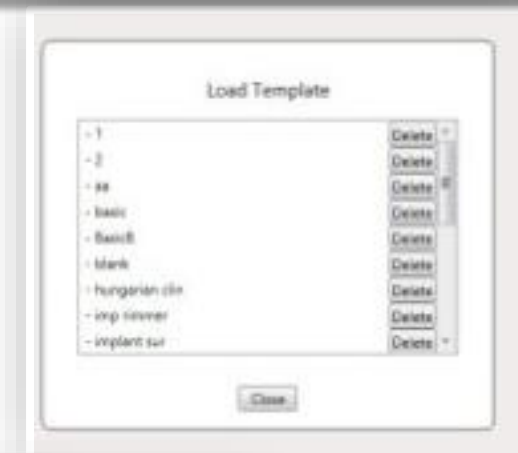 Load Template
- 1 Delete
- 2 Delete
- aa Delete
- basic Delete
- BasicB Delete
- blank Delete
- hungarian clin Delete
- imp rimmer Delete
- implant sur Delete
Close